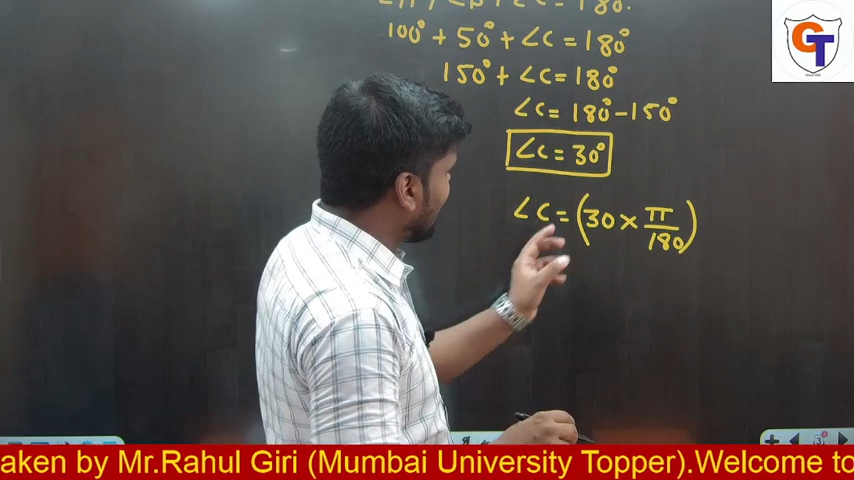 100° + 50° + ∠C = 180°
150° + ∠C = 180°
∠C = 180° - 150°
∠C = 30°
∠C = (30 × π/180)
GT
aken by Mr.Rahul Giri (Mumbai University Topper).Welcome to